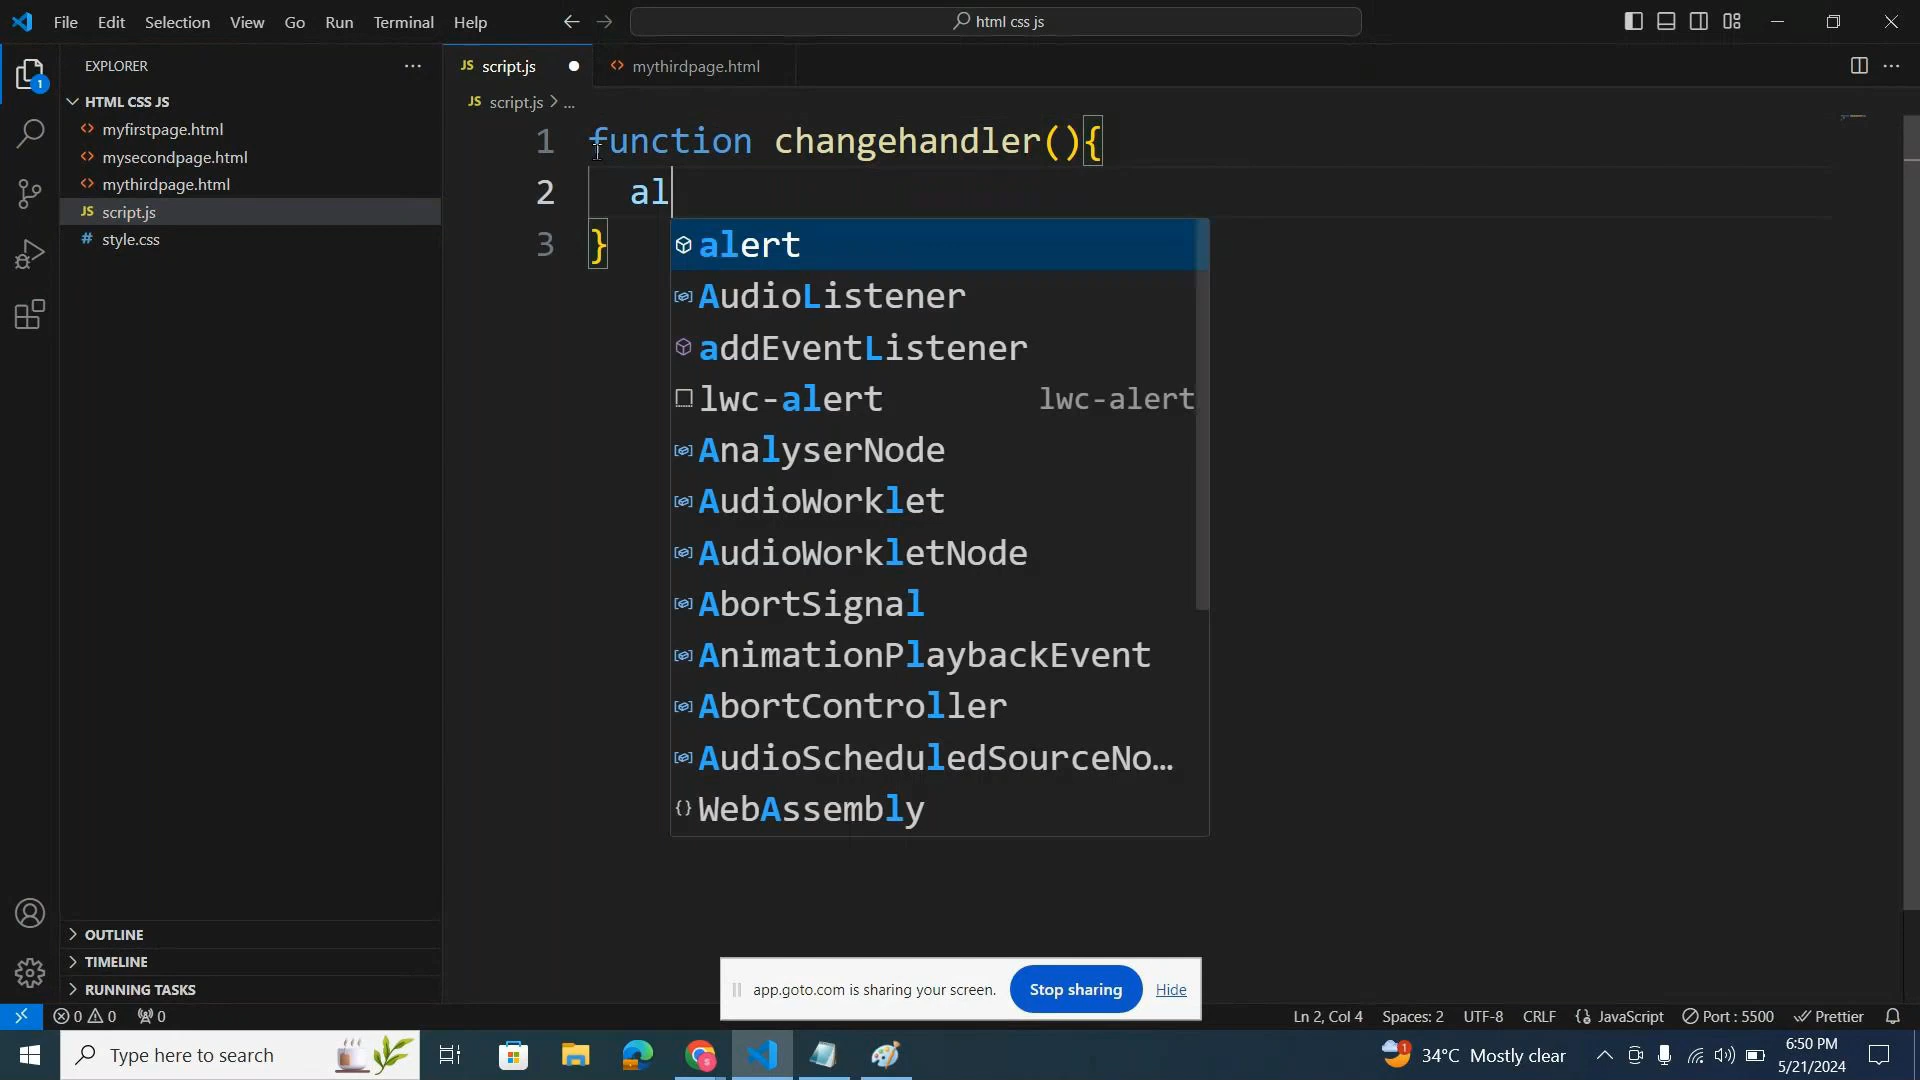 File Edit Selection View Go Run Terminal Help
html css js
EXPLORER
JS script.js
mythirdpage.html
HTML CSS JS
JS script.js > ...
myfirstpage.html
mysecondpage.html
mythirdpage.html
JS script.js
# style.css
1 function changehandler(){
2 al
3 }
alert
AudioListener
addEventListener
lwc-alert lwc-alert
AnalyserNode
AudioWorklet
AudioWorkletNode
AbortSignal
AnimationPlaybackEvent
AbortController
AudioScheduledSourceNo…
WebAssembly
1
OUTLINE
TIMELINE
RUNNING TASKS
app.goto.com is sharing your screen. Stop sharing Hide
0 0 0 Ln 2, Col 4 Spaces: 2 UTF-8 CRLF {} JavaScript Port : 5500 Prettier
Type here to search
1 34°C Mostly clear
6:50 PM
5/21/2024